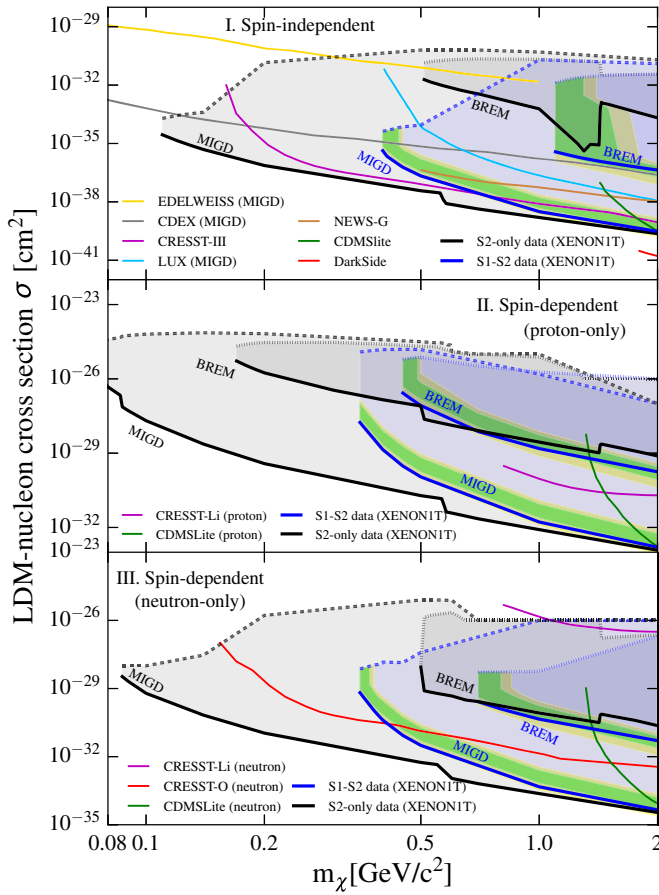 I. Spin-independent
10⁻²⁹
10⁻³²
10⁻³⁵
10⁻³⁸
10⁻⁴¹
MIGD
BREM
MIGD
BREM
EDELWEISS (MIGD)
CDEX (MIGD)
CRESST-III
LUX (MIGD)
NEWS-G
CDMSlite
DarkSide
S2-only data (XENON1T)
S1-S2 data (XENON1T)
LDM-nucleon cross section σ [cm²]
II. Spin-dependent
(proton-only)
10⁻²³
10⁻²⁶
10⁻²⁹
10⁻³²
BREM
MIGD
BREM
MIGD
CRESST-Li (proton)
CDMSLite (proton)
S1-S2 data (XENON1T)
S2-only data (XENON1T)
III. Spin-dependent
(neutron-only)
10⁻²³
10⁻²⁶
10⁻²⁹
10⁻³²
10⁻³⁵
MIGD
BREM
BREM
MIGD
CRESST-Li (neutron)
CRESST-O (neutron)
CDMSLite (neutron)
S1-S2 data (XENON1T)
S2-only data (XENON1T)
0.08 0.1 0.2 0.5 1.0 2
mᵪ[GeV/c²]